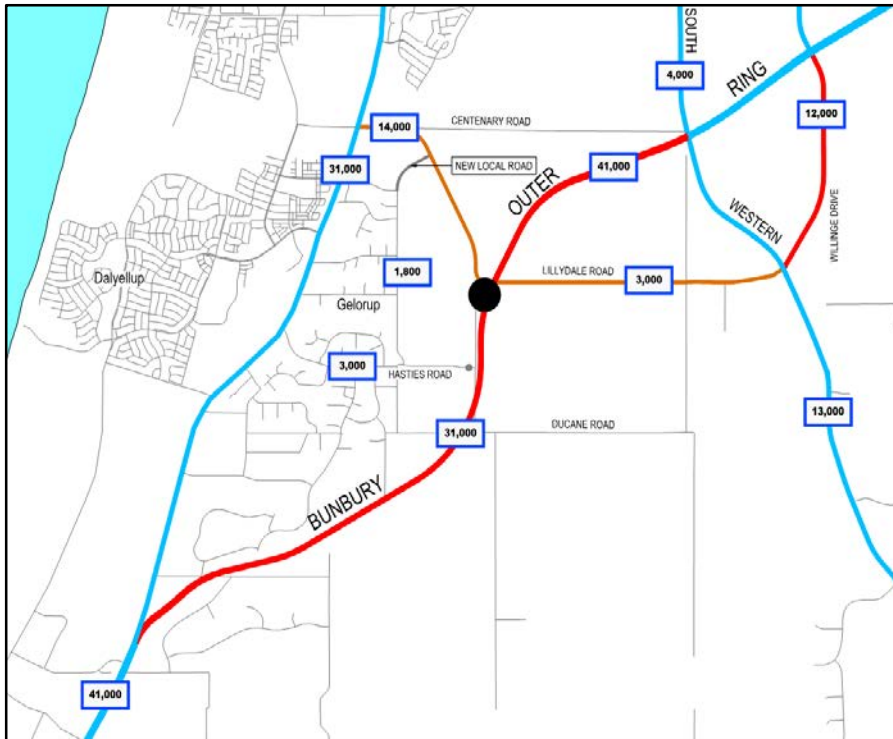 SOUTH
RING
4,000
12,000
14,000
CENTENARY ROAD
31,000
NEW LOCAL ROAD
41,000
OUTER
WESTERN
WILLINGE DRIVE
Dalyellup
1,800
LILLYDALE ROAD
3,000
Gelorup
3,000
HASTIES ROAD
13,000
31,000
DUCANE ROAD
BUNBURY
41,000